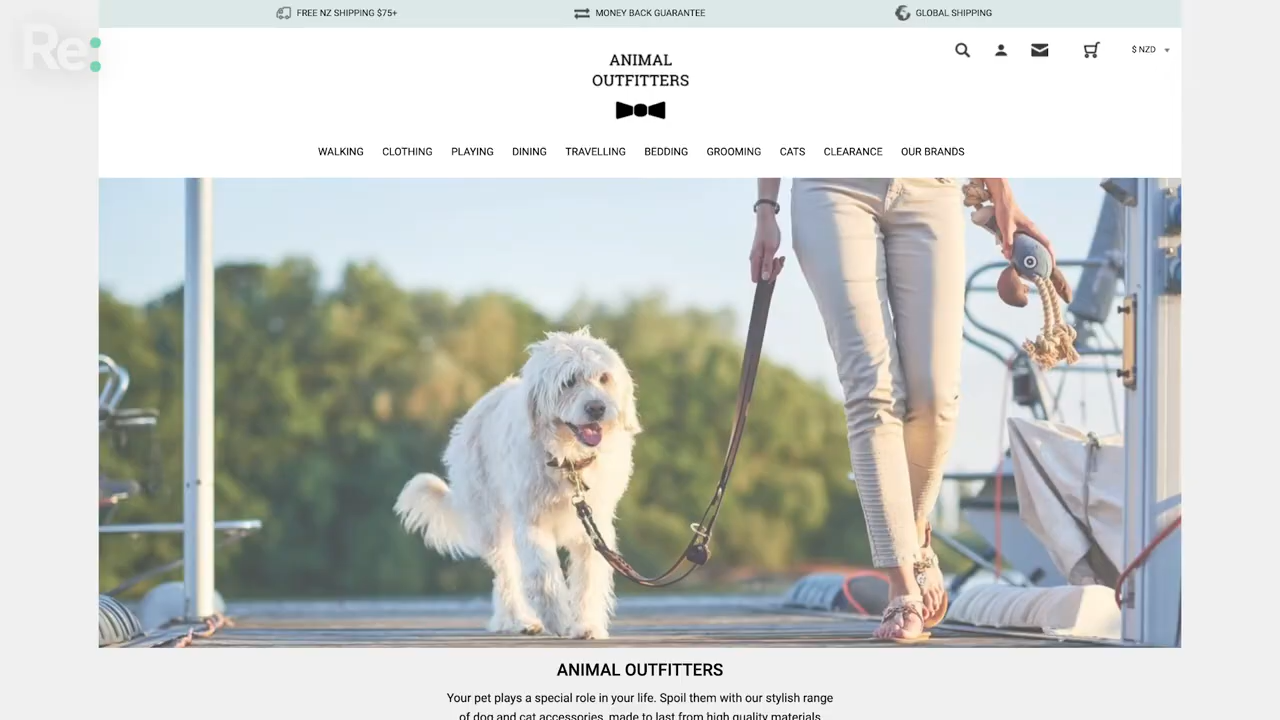 FREE NZ SHIPPING $75+
MONEY BACK GUARANTEE
GLOBAL SHIPPING
Re:
$ NZD
ANIMAL
OUTFITTERS
WALKING CLOTHING PLAYING DINING TRAVELLING BEDDING GROOMING CATS CLEARANCE OUR BRANDS
ANIMAL OUTFITTERS
Your pet plays a special role in your life. Spoil them with our stylish range
of dog and cat accessories, made to last from high quality materials.